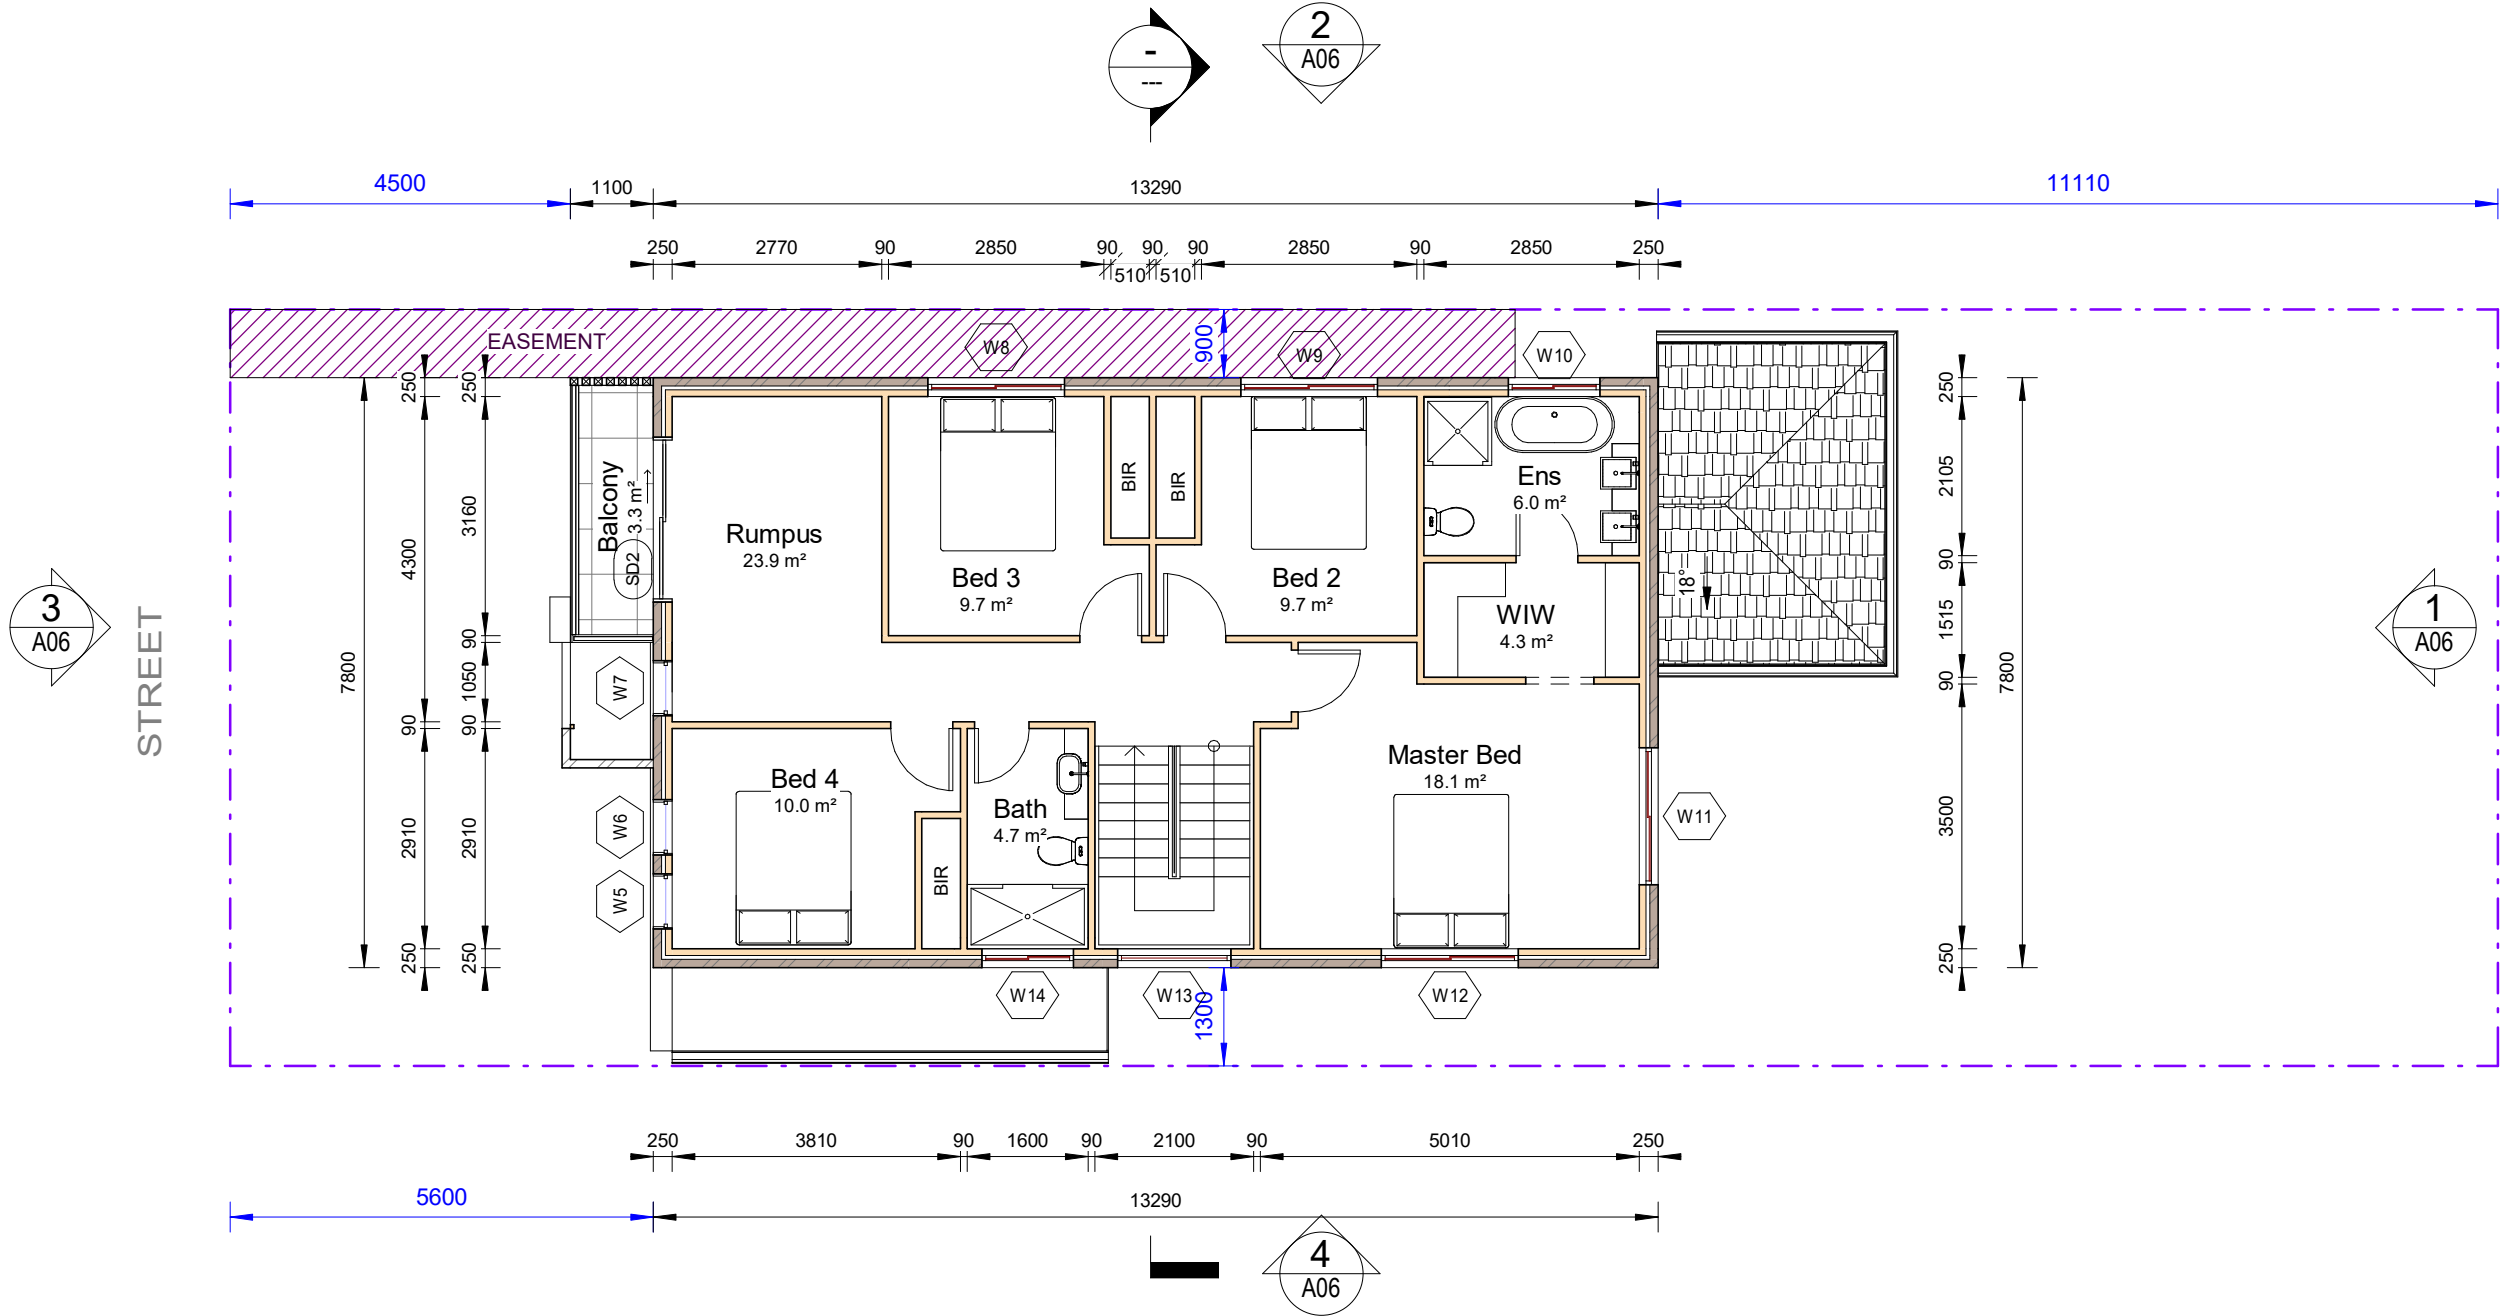 -
---
2
A06
4500
1100
13290
11110
250
2770
90
2850
90
90
90
510
510
2850
90
2850
250
EASEMENT
900
W8
W9
W10
250
250
250
Balcony
3.3 m²
SD2
Rumpus
23.9 m²
Bed 3
9.7 m²
BIR
BIR
Bed 2
9.7 m²
Ens
6.0 m²
WIW
4.3 m²
18°
3160
4300
2105
90
1515
90
7800
90
1050
90
90
7800
3
A06
STREET
1
A06
W7
W6
W5
Bed 4
10.0 m²
BIR
Bath
4.7 m²
Master Bed
18.1 m²
W11
2910
2910
3500
250
250
250
W14
W13
W12
1300
250
3810
90
1600
90
2100
90
5010
250
5600
13290
4
A06